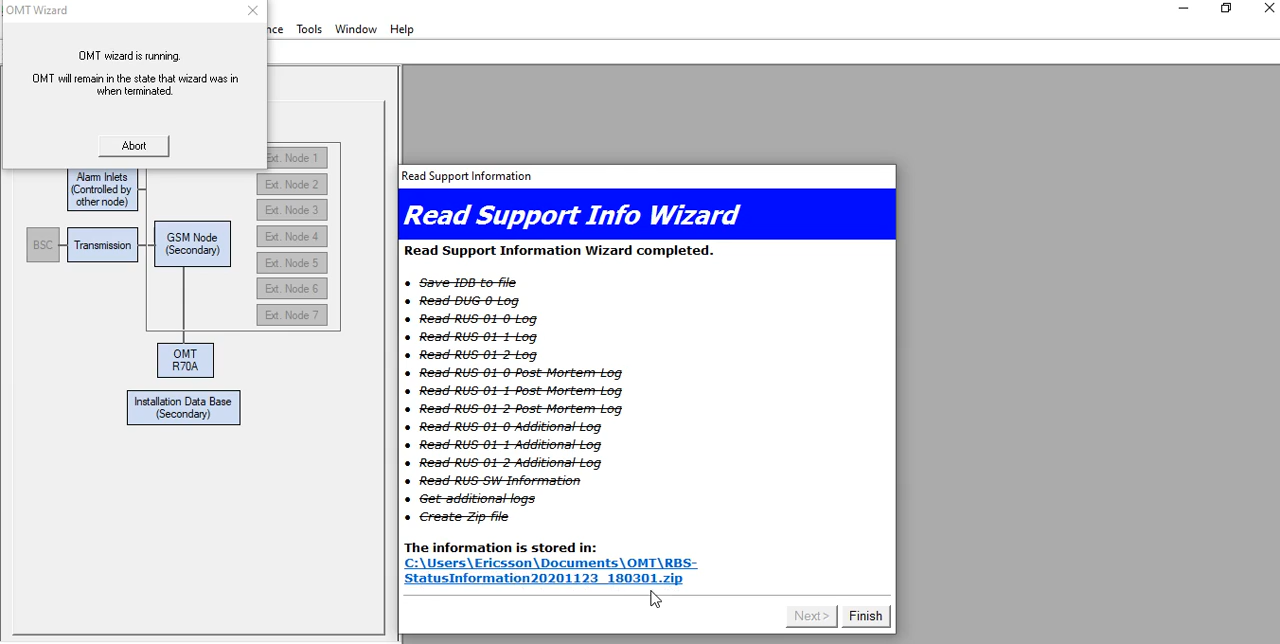 OMT Wizard
OMT wizard is running.
OMT will remain in the state that wizard was in
when terminated.
Abort
nce Tools Window Help
Ext. Node 1
Ext. Node 2
Ext. Node 3
Ext. Node 4
Ext. Node 5
Ext. Node 6
Ext. Node 7
Alarm Inlets
(Controlled by
other node)
BSC
Transmission
GSM Node
(Secondary)
OMT
R70A
Installation Data Base
(Secondary)
Read Support Information
Read Support Info Wizard
Read Support Information Wizard completed.
Save IDB to file
Read DUG 0 Log
Read RUS 01 0 Log
Read RUS 01 1 Log
Read RUS 01 2 Log
Read RUS 01 0 Post Mortem Log
Read RUS 01 1 Post Mortem Log
Read RUS 01 2 Post Mortem Log
Read RUS 01 0 Additional Log
Read RUS 01 1 Additional Log
Read RUS 01 2 Additional Log
Read RUS SW Information
Get additional logs
Create Zip file
The information is stored in:
C:\Users\Ericsson\Documents\OMT\RBS-
StatusInformation20201123_180301.zip
Next >
Finish